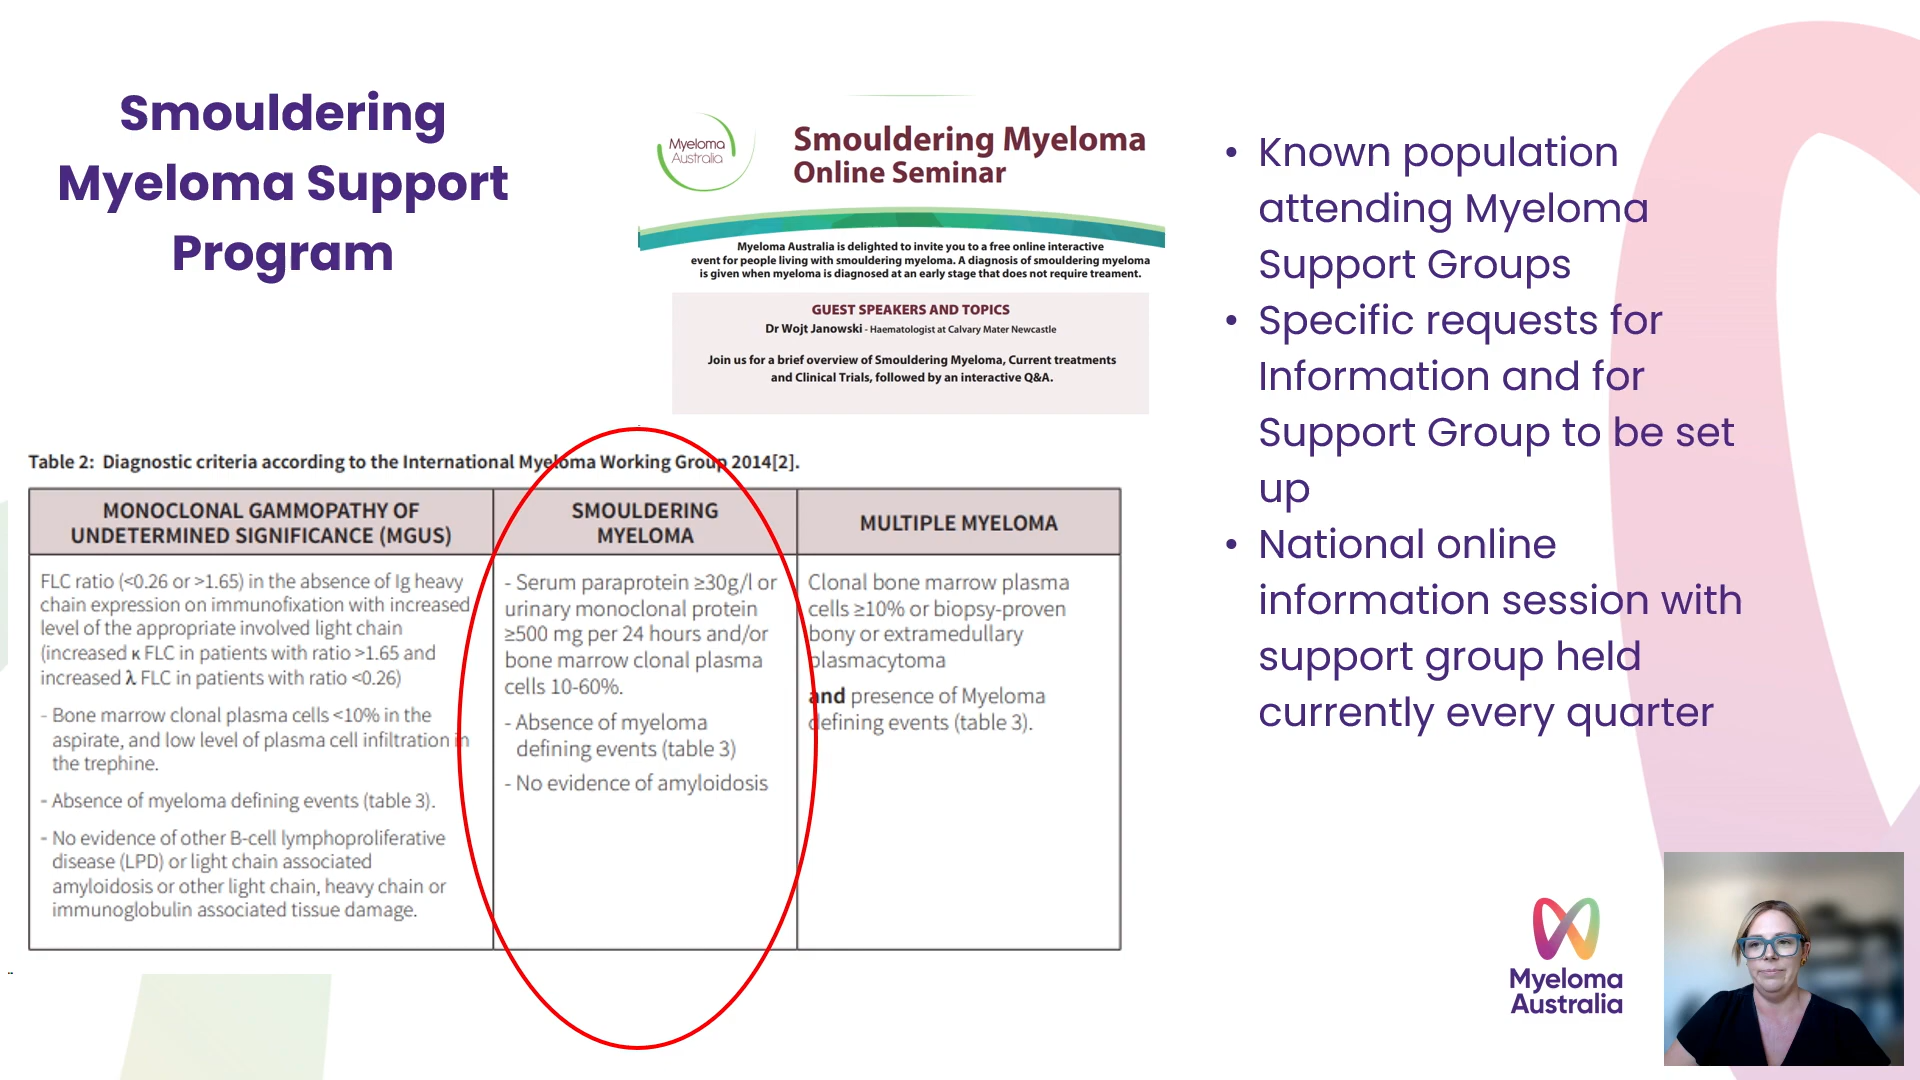 Smouldering
Myeloma Support
Program
Myeloma
Australia
Smouldering Myeloma
Online Seminar
Myeloma Australia is delighted to invite you to a free online interactive
event for people living with smouldering myeloma. A diagnosis of smouldering myeloma
is given when myeloma is diagnosed at an early stage that does not require treament.
GUEST SPEAKERS AND TOPICS
Dr Wojt Janowski - Haematologist at Calvary Mater Newcastle
Join us for a brief overview of Smouldering Myeloma, Current treatments
and Clinical Trials, followed by an interactive Q&A.
Table 2: Diagnostic criteria according to the International Myeloma Working Group 2014[2].
MONOCLONAL GAMMOPATHY OF
UNDETERMINED SIGNIFICANCE (MGUS)
FLC ratio (<0.26 or >1.65) in the absence of Ig heavy
chain expression on immunofixation with increased
level of the appropriate involved light chain
(increased κ FLC in patients with ratio >1.65 and
increased λ FLC in patients with ratio <0.26)
- Bone marrow clonal plasma cells <10% in the
aspirate, and low level of plasma cell infiltration in
the trephine.
- Absence of myeloma defining events (table 3).
- No evidence of other B-cell lymphoproliferative
disease (LPD) or light chain associated
amyloidosis or other light chain, heavy chain or
immunoglobulin associated tissue damage.
SMOULDERING
MYELOMA
- Serum paraprotein ≥30g/l or
urinary monoclonal protein
≥500 mg per 24 hours and/or
bone marrow clonal plasma
cells 10-60%.
- Absence of myeloma
defining events (table 3)
- No evidence of amyloidosis
MULTIPLE MYELOMA
Clonal bone marrow plasma
cells ≥10% or biopsy-proven
bony or extramedullary
plasmacytoma
and presence of Myeloma
defining events (table 3).
• Known population
attending Myeloma
Support Groups
• Specific requests for
Information and for
Support Group to be set
up
• National online
information session with
support group held
currently every quarter
Myeloma
Australia